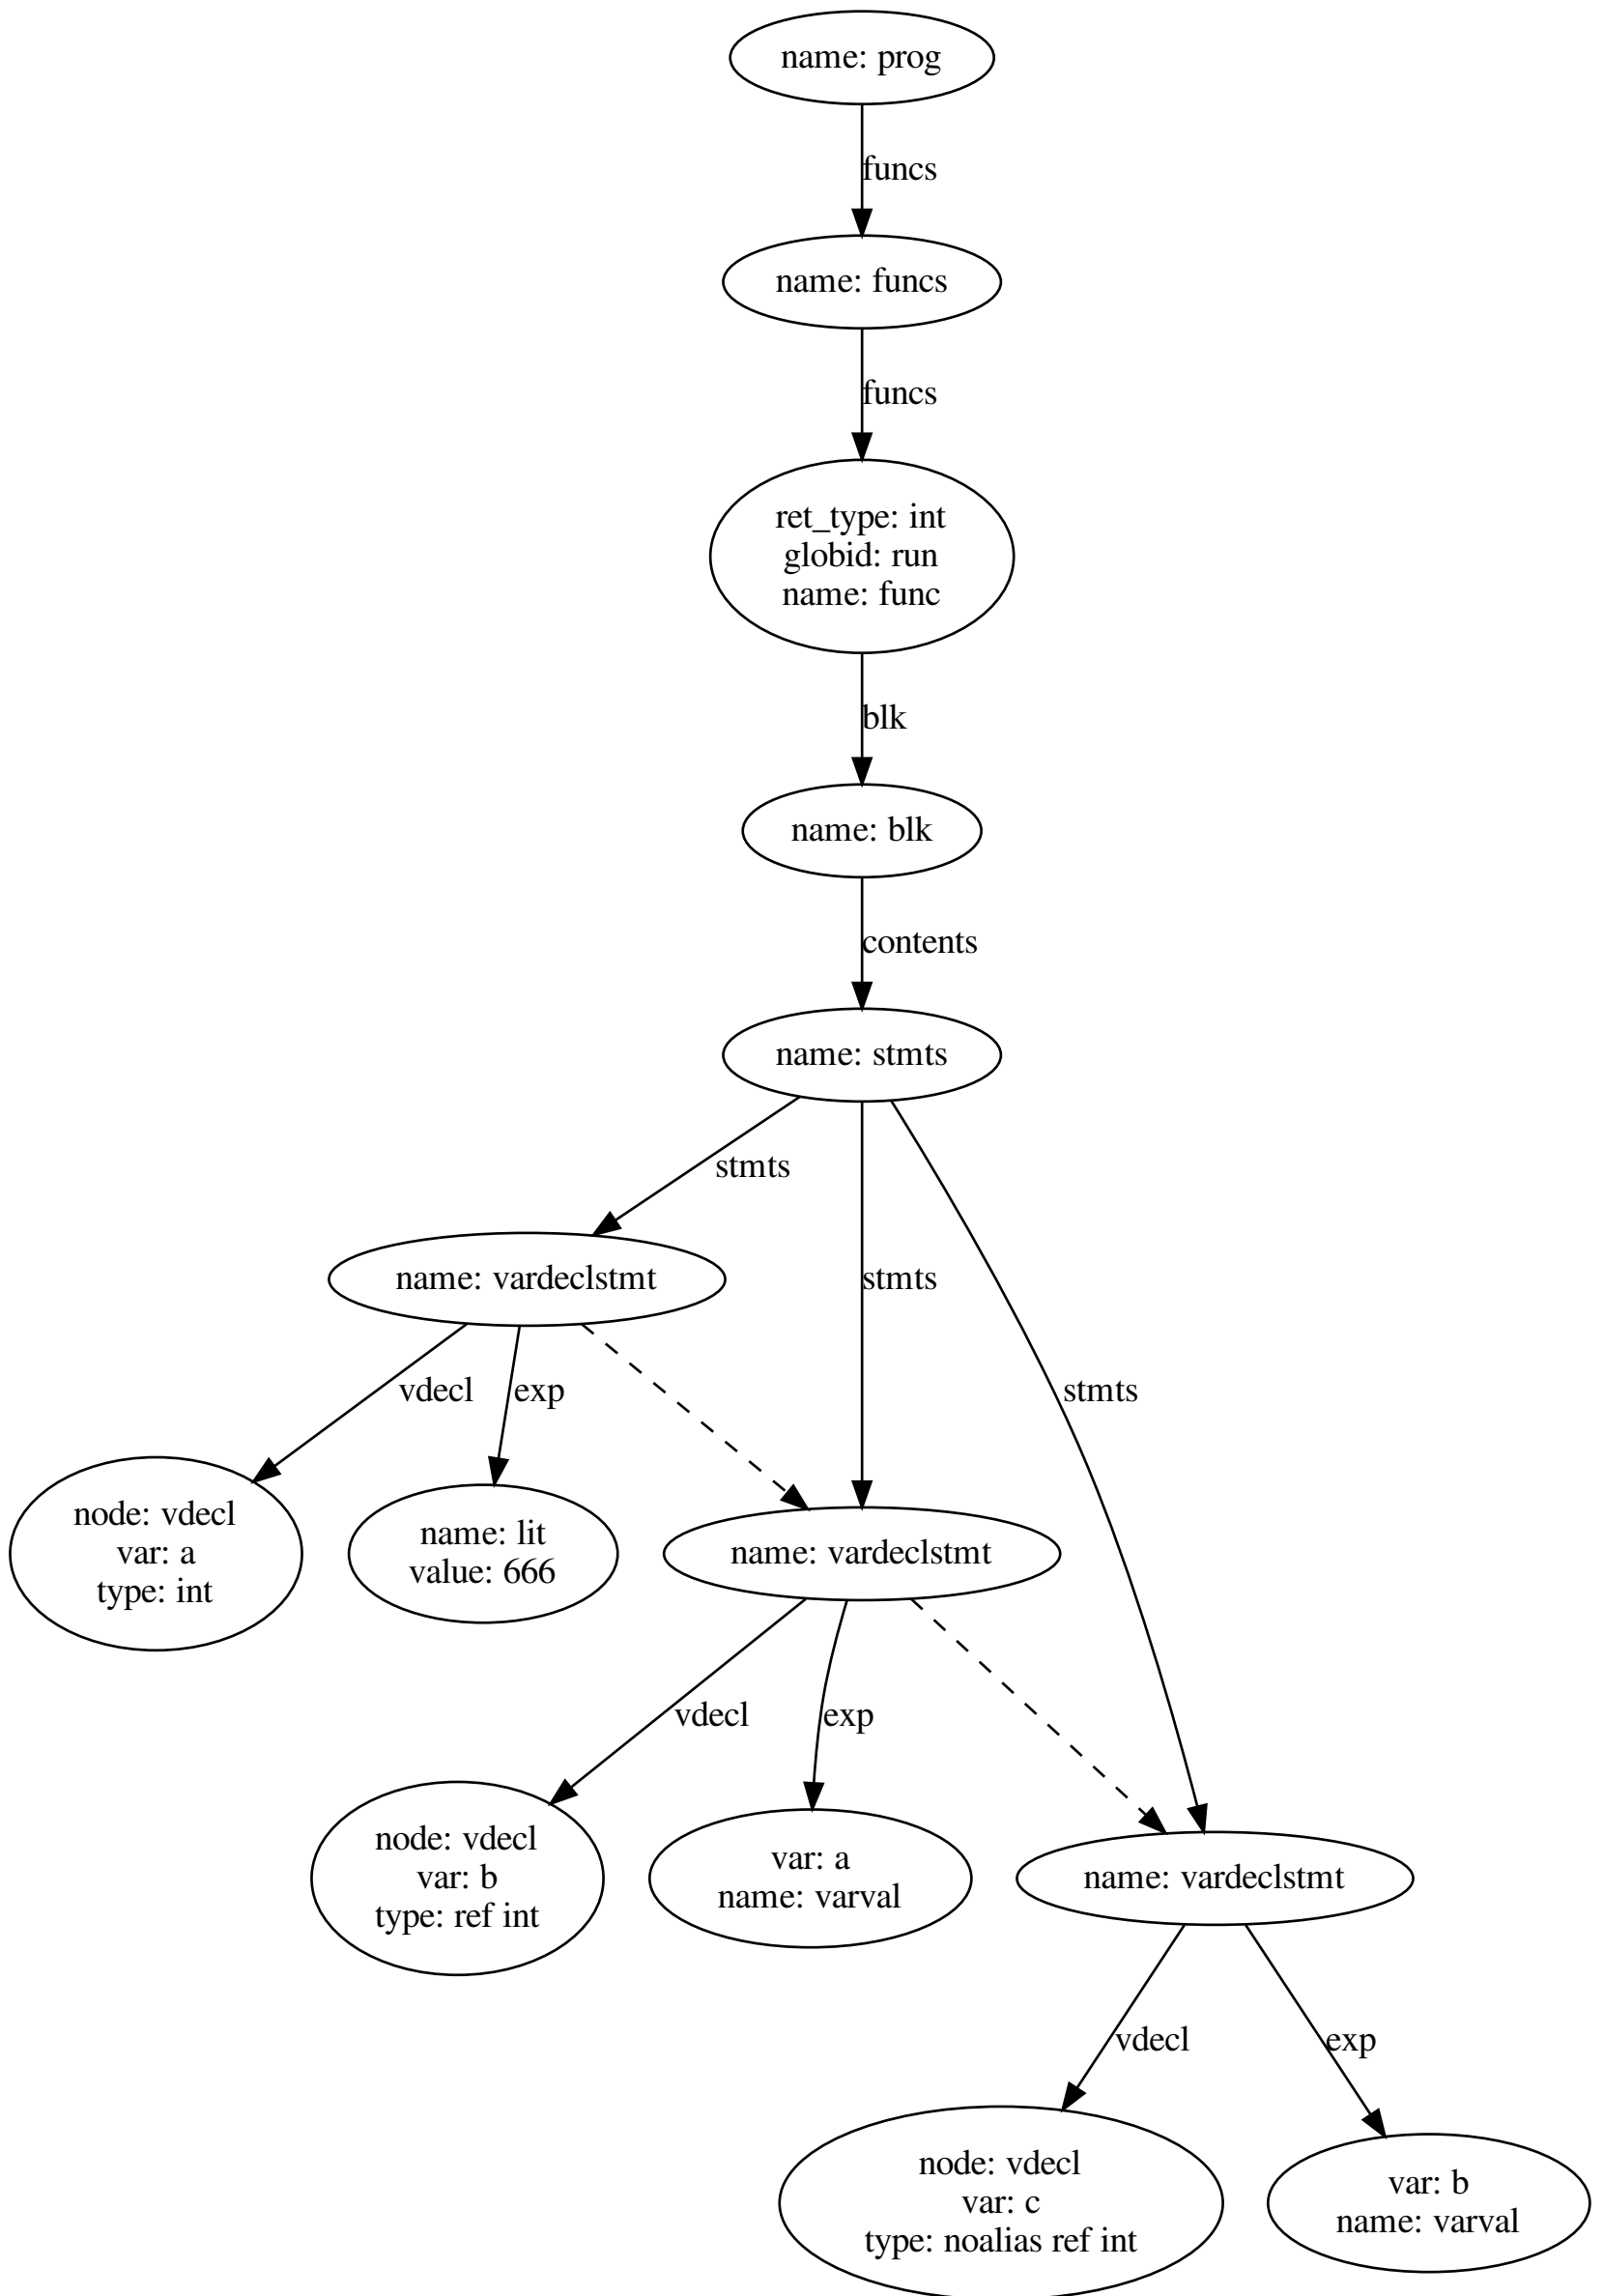 name: prog
funcs
name: funcs
funcs
ret_type: int
globid: run
name: func
blk
name: blk
contents
name: stmts
stmts
name: vardeclstmt
stmts
vdecl
exp
stmts
node: vdecl
var: a
type: int
name: lit
value: 666
name: vardeclstmt
vdecl
exp
node: vdecl
var: b
type: ref int
var: a
name: varval
name: vardeclstmt
vdecl
exp
node: vdecl
var: c
type: noalias ref int
var: b
name: varval